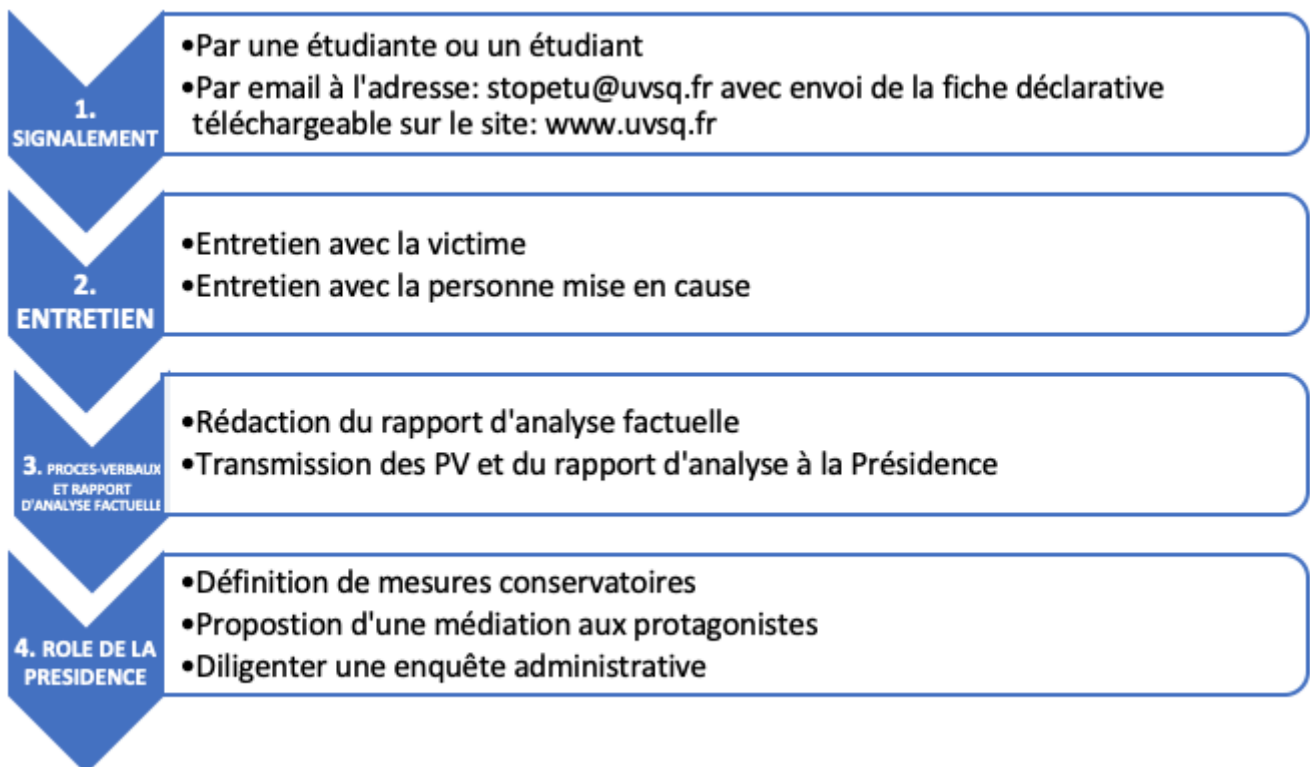 1.
SIGNALEMENT
•Par une étudiante ou un étudiant
•Par email à l'adresse: stopetu@uvsq.fr avec envoi de la fiche déclarative
téléchargeable sur le site: www.uvsq.fr
2.
ENTRETIEN
•Entretien avec la victime
•Entretien avec la personne mise en cause
3. PROCES-VERBAUX
ET RAPPORT
D'ANALYSE FACTUELLE
•Rédaction du rapport d'analyse factuelle
•Transmission des PV et du rapport d'analyse à la Présidence
4. ROLE DE LA
PRESIDENCE
•Définition de mesures conservatoires
•Propostion d'une médiation aux protagonistes
•Diligenter une enquête administrative